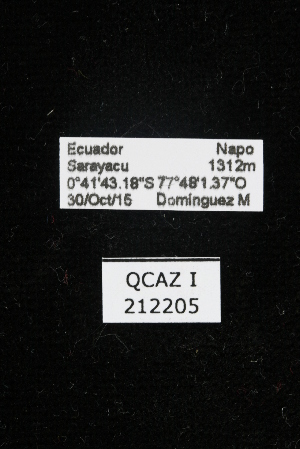 Ecuador Napo
Sarayacu 1312m
0°41'43.18"S 77°48'1.37"O
30/Oct/15 Dominguez M
QCAZ I
212205